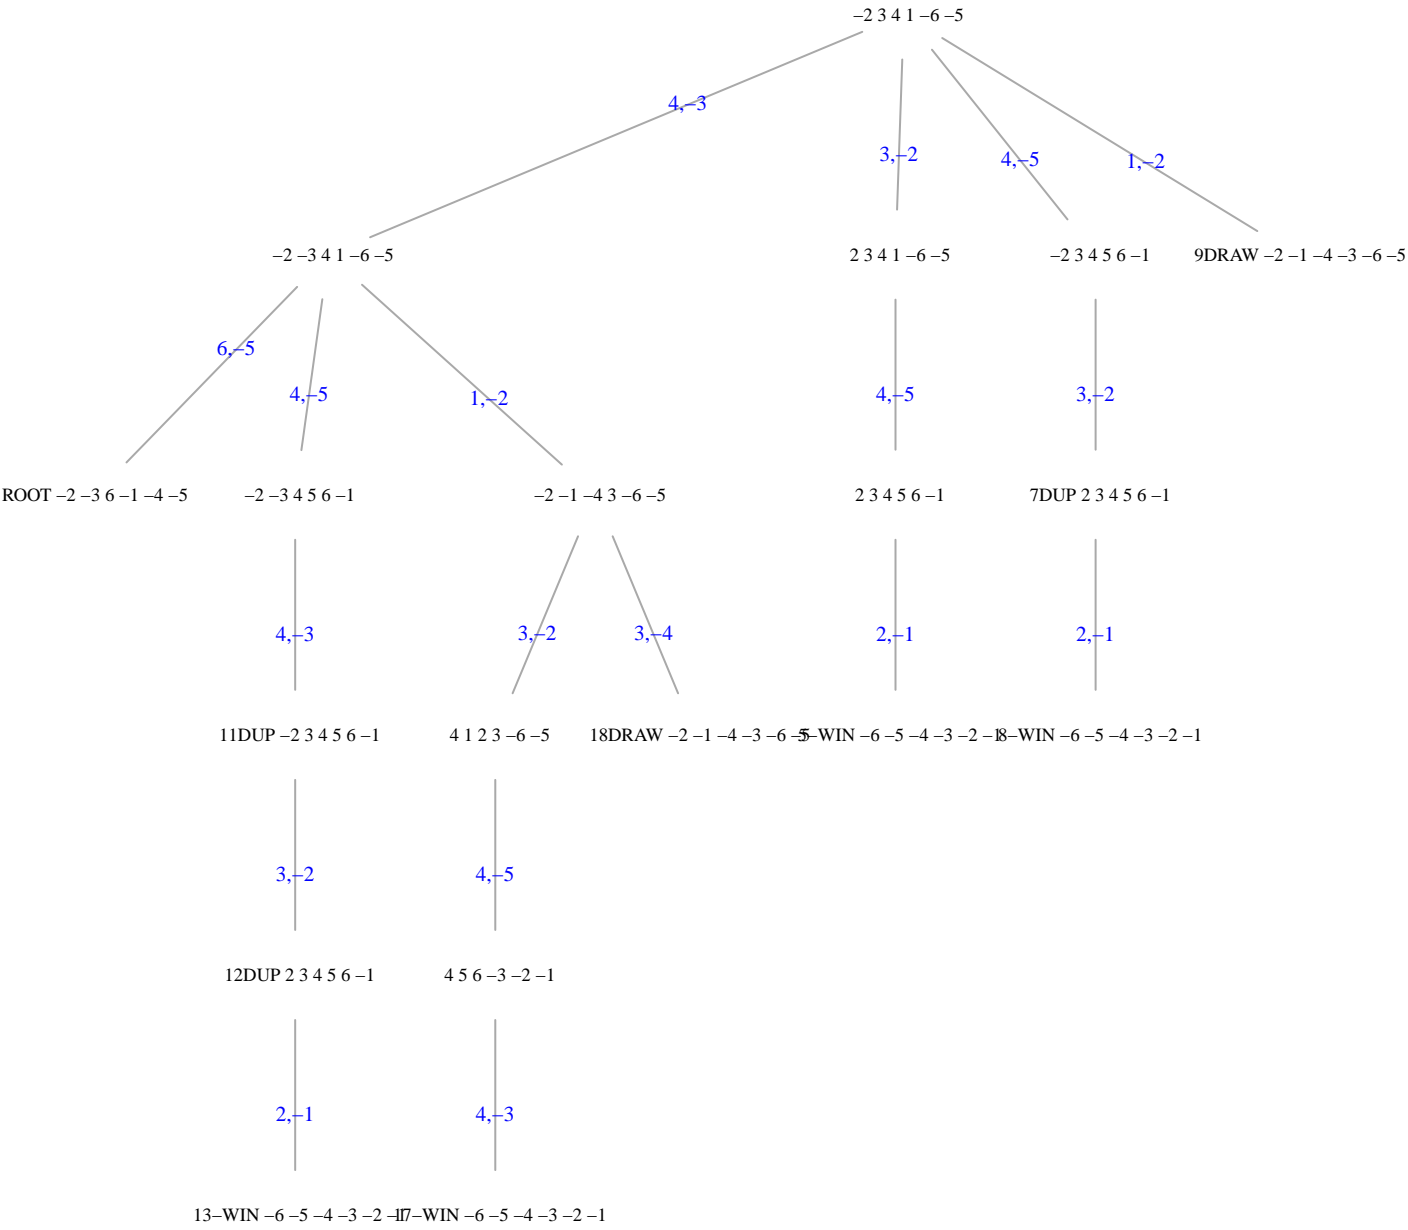 –2 3 4 1 –6 –5
4,–3
3,–2
4,–5
1,–2
–2 –3 4 1 –6 –5
2 3 4 1 –6 –5
–2 3 4 5 6 –1
9DRAW –2 –1 –4 –3 –6 –5
6,–5
4,–5
1,–2
4,–5
3,–2
ROOT –2 –3 6 –1 –4 –5
–2 –3 4 5 6 –1
–2 –1 –4 3 –6 –5
2 3 4 5 6 –1
7DUP 2 3 4 5 6 –1
4,–3
3,–2
3,–4
2,–1
2,–1
11DUP –2 3 4 5 6 –1
4 1 2 3 –6 –5
18DRAW –2 –1 –4 –3 –6 –5
5–WIN –6 –5 –4 –3 –2 –1
8–WIN –6 –5 –4 –3 –2 –1
3,–2
4,–5
12DUP 2 3 4 5 6 –1
4 5 6 –3 –2 –1
2,–1
4,–3
13–WIN –6 –5 –4 –3 –2 –1
17–WIN –6 –5 –4 –3 –2 –1